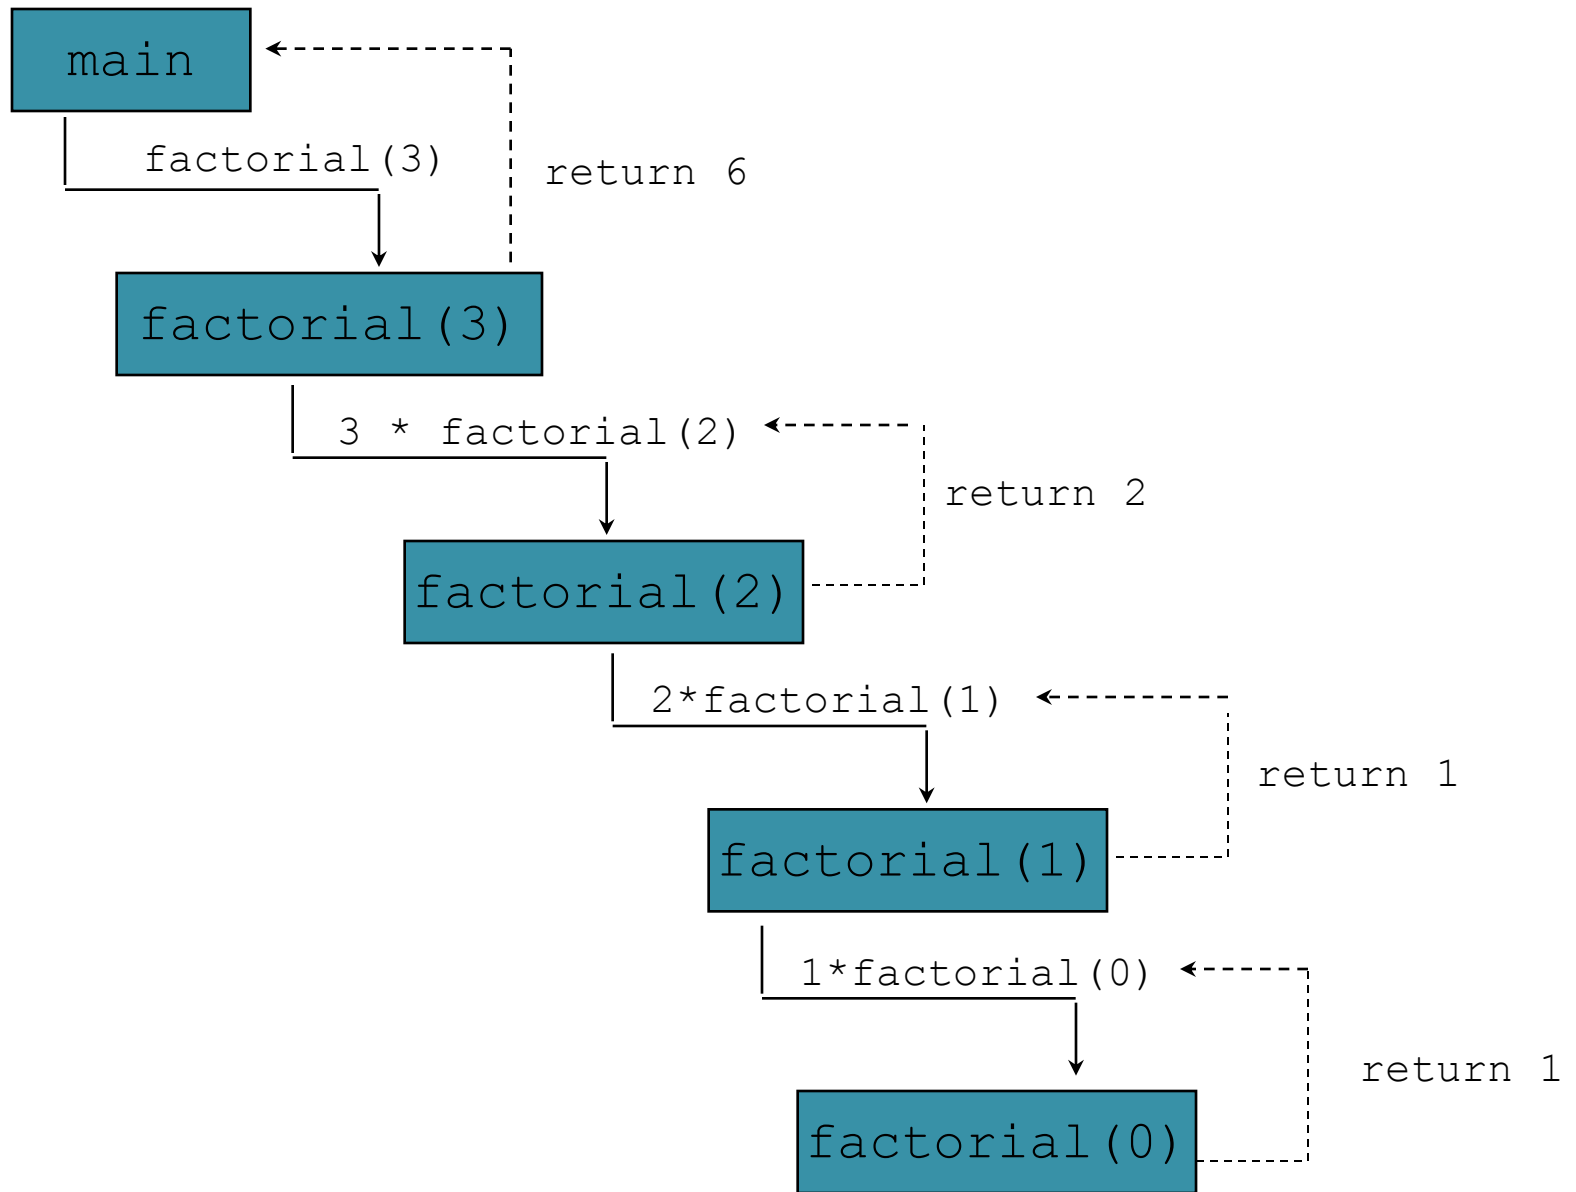 main
factorial(3)
return 6
factorial(3)
3 * factorial(2)
return 2
factorial(2)
2*factorial(1)
return 1
factorial(1)
1*factorial(0)
return 1
factorial(0)